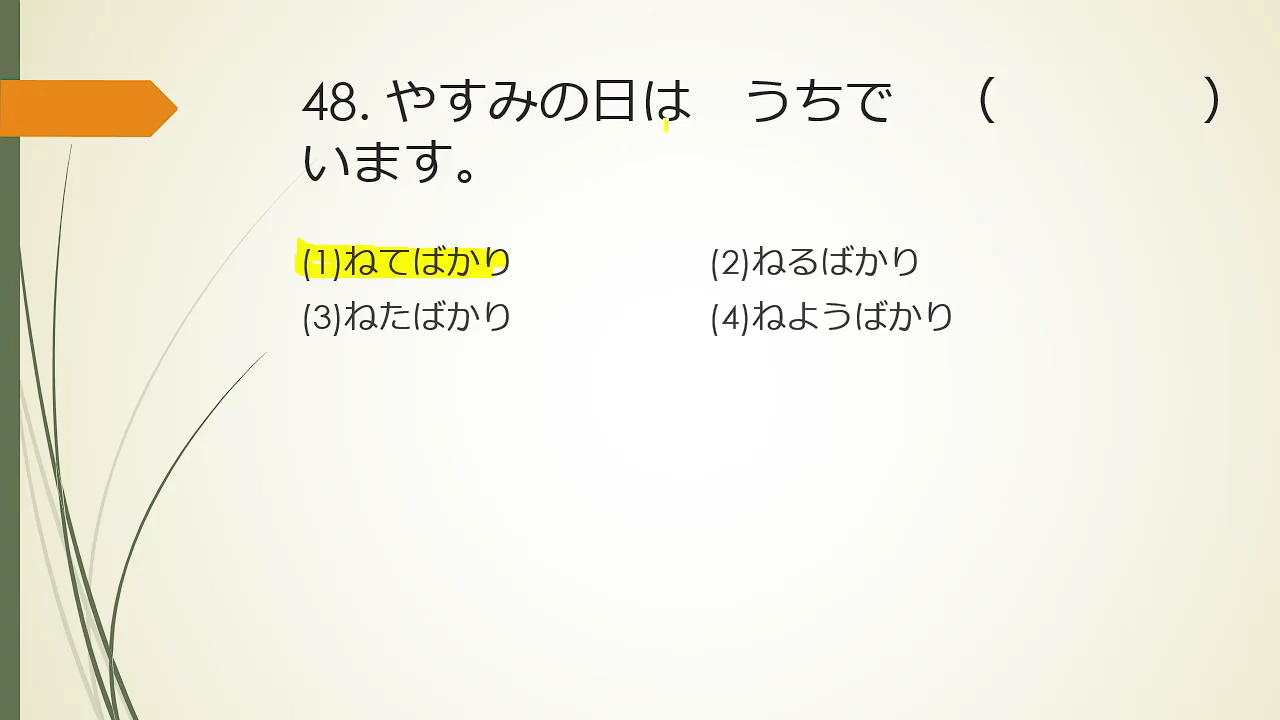 48. やすみの日は　うちで　（　　　　）
います。
(1)ねてばかり　(2)ねるばかり
(3)ねたばかり　(4)ねようばかり